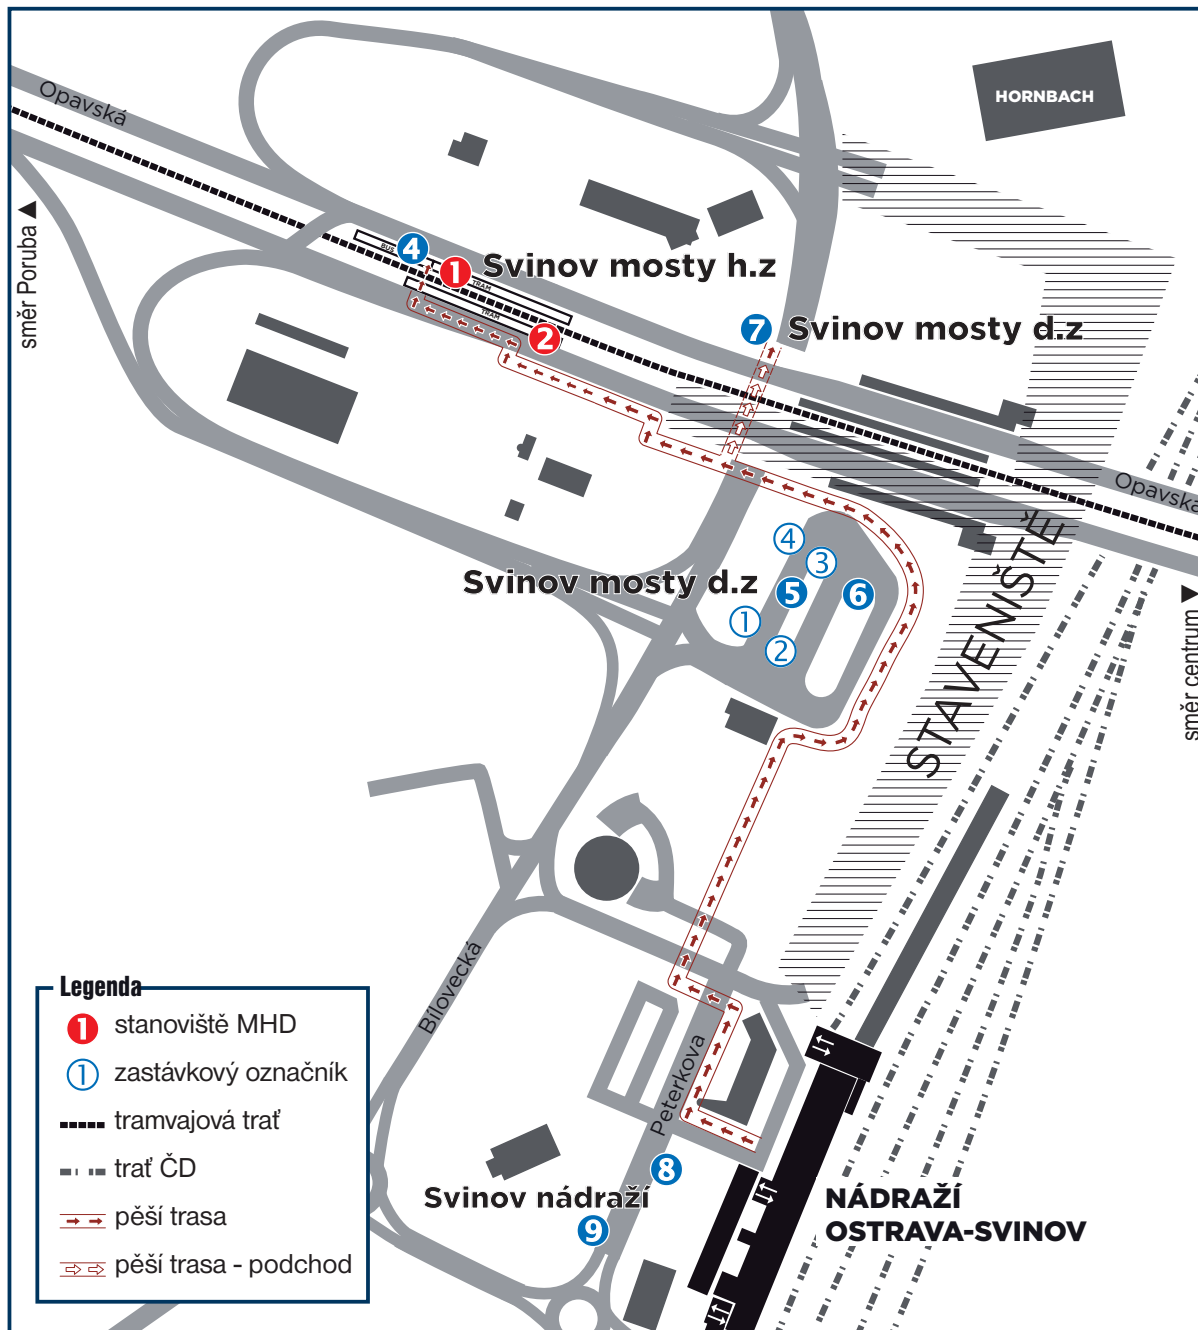 HORNBACH
Opavská
směr Poruba ▲
BUS
4
1
TRAM
Svinov mosty h.z
TRAM
2
7
Svinov mosty d.z
Opavská
směr centrum ▼
4
3
Svinov mosty d.z
5
6
1
2
STAVENIŠTĚ
Bílovecká
Peterkova
8
Svinov nádraží
9
NÁDRAŽÍ
OSTRAVA-SVINOV
Legenda
1 stanoviště MHD
1 zastávkový označník
tramvajová trať
trať ČD
pěší trasa
pěší trasa - podchod